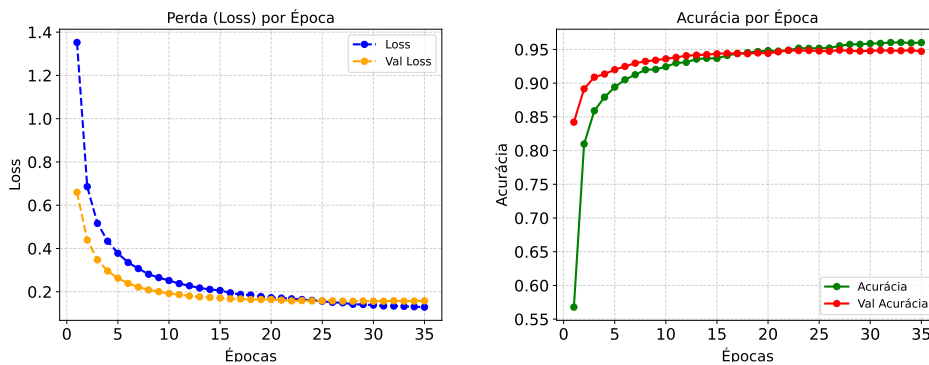 Perda (Loss) por Época
1.4
1.2
1.0
0.8
0.6
0.4
0.2
Loss
Loss
Val Loss
0 5 10 15 20 25 30 35
Épocas
Acurácia por Época
0.95
0.90
0.85
0.80
0.75
0.70
0.65
0.60
0.55
Acurácia
Acurácia
Val Acurácia
0 5 10 15 20 25 30 35
Épocas